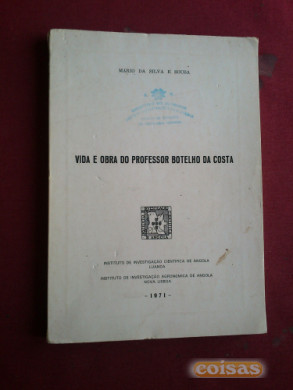 MARIO DA SILVA E SOUSA
VIDA E OBRA DO PROFESSOR BOTELHO DA COSTA
INSTITUTO DE INVESTIGAÇÃO CIENTÍFICA DE ANGOLA
LUANDA
INSTITUTO DE INVESTIGAÇÃO AGRONÓMICA DE ANGOLA
NOVA LISBOA
- 1971 -
coisas